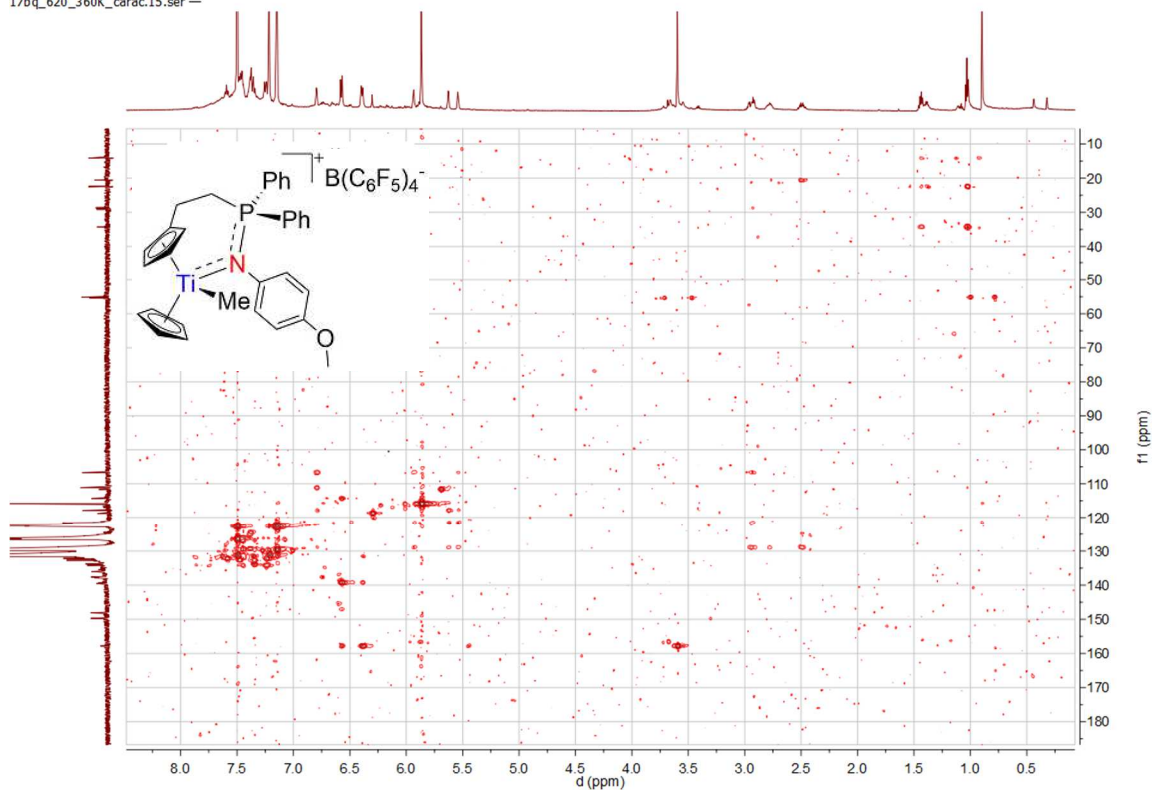 17bq_620_360K_carac.15.ser —
Ph
+
B(C6F5)4-
P
Ph
N
Ti
Me
O
10
20
30
40
50
60
70
80
90
100
110
120
130
140
150
160
170
180
f1 (ppm)
8.0 7.5 7.0 6.5 6.0 5.5 5.0 4.5 4.0 3.5 3.0 2.5 2.0 1.5 1.0 0.5
d (ppm)